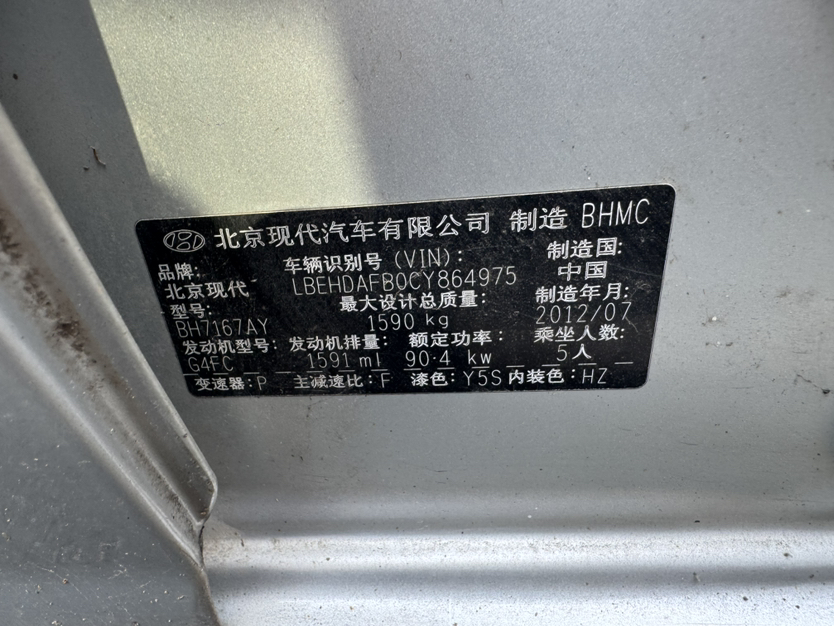 北京现代汽车有限公司 制造 BHMC
品牌: 车辆识别号 (VIN): 制造国:
北京现代 LBEHDAFB0CY864975 中国
型号: 最大设计总质量: 制造年月:
BH7167AY 1590 kg 2012/07
发动机型号: 发动机排量: 额定功率: 乘坐人数:
G4FC 1591 ml 90.4 kw 5人
变速器: P 主减速比: F 漆色: Y5S 内装色: HZ